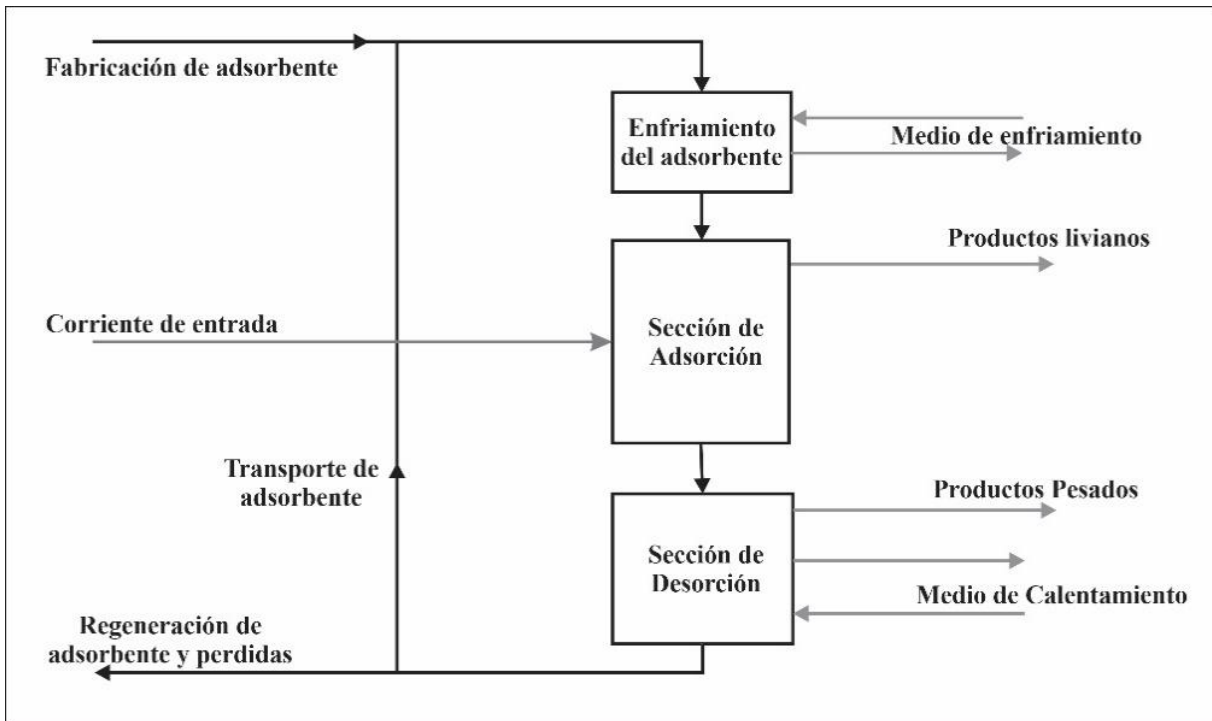 Fabricación de adsorbente
Enfriamiento
del adsorbente
Medio de enfriamiento
Productos livianos
Corriente de entrada
Sección de
Adsorción
Transporte de
adsorbente
Productos Pesados
Sección de
Desorción
Medio de Calentamiento
Regeneración de
adsorbente y perdidas